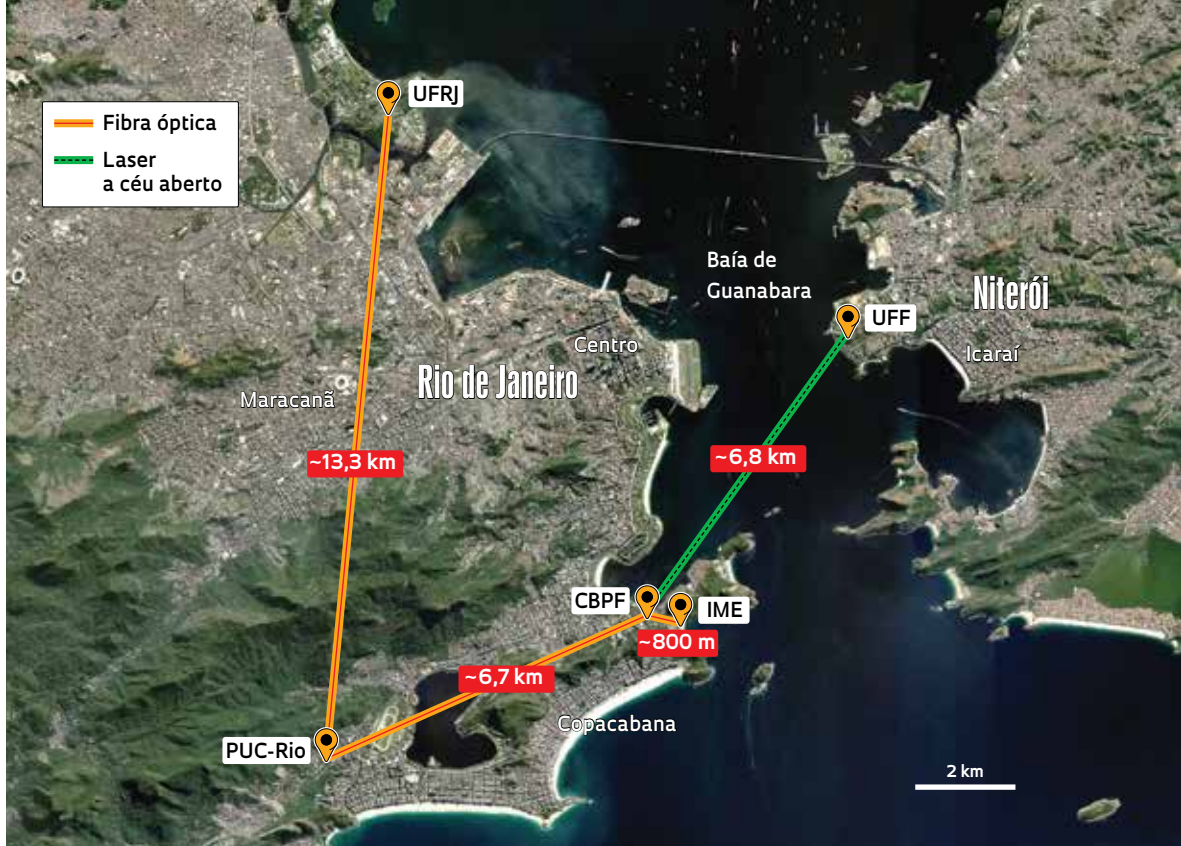 UFRJ
Fibra óptica
Laser
a céu aberto
Baía de
Guanabara
Niterói
UFF
Centro
Icaraí
Rio de Janeiro
Maracanã
~13,3 km
~6,8 km
CBPF
IME
~800 m
~6,7 km
Copacabana
PUC-Rio
2 km